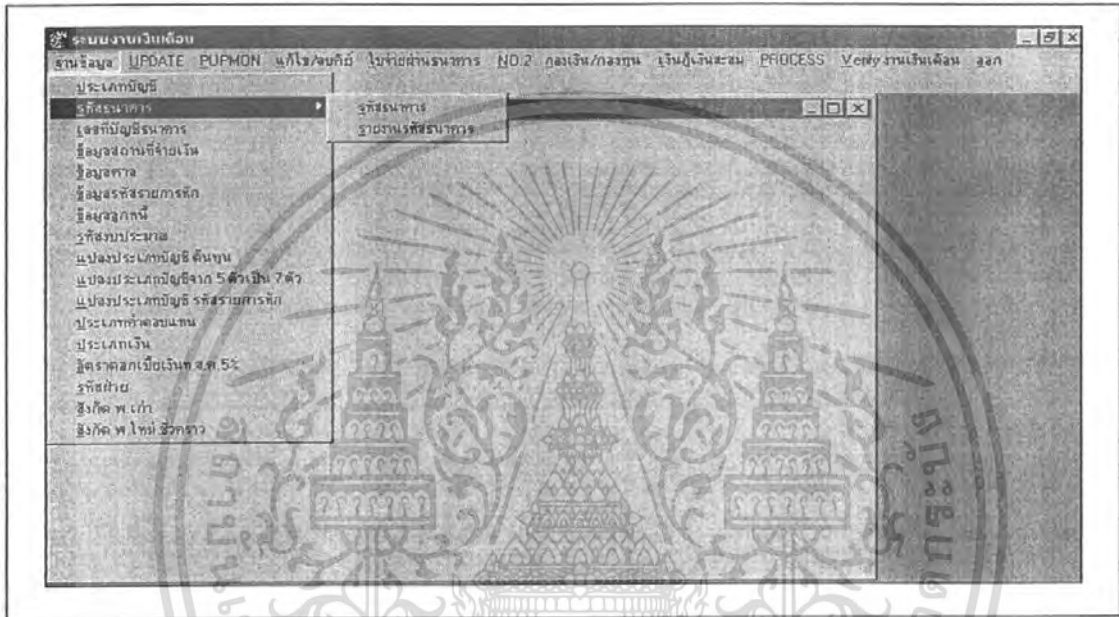 ระบบงานเงินเดือน
ฐานข้อมูล UPDATE PUPMON แก้ไข/จบกิจ์ ใบจ่ายผ่านธนาคาร NO.2 กองเงิน/กองทุน เงินกู้เงินสะสม PROCESS Verify งานเงินเดือน ออก
ประเภทบัญชี
รหัสธนาคาร
รหัสธนาคาร
รายงานรหัสธนาคาร
เลขที่บัญชีธนาคาร
ข้อมูลสถานที่จ่ายเงิน
ข้อมูลศาล
ข้อมูลรหัสรายการหัก
ข้อมูลลูกหนี้
รหัสงบประมาณ
แปลงประเภทบัญชี ต้นทุน
แปลงประเภทบัญชีจาก 5 ตัวเป็น 7 ตัว
แปลงประเภทบัญชี รหัสรายการหัก
ประเภทค่าตอบแทน
ประเภทเงิน
อัตราดอกเบี้ยเงินท.ส.ค.5%
รหัสฝ่าย
สังกัด พ.เก่า
สังกัด พ.ใหม่ ชั่วคราว